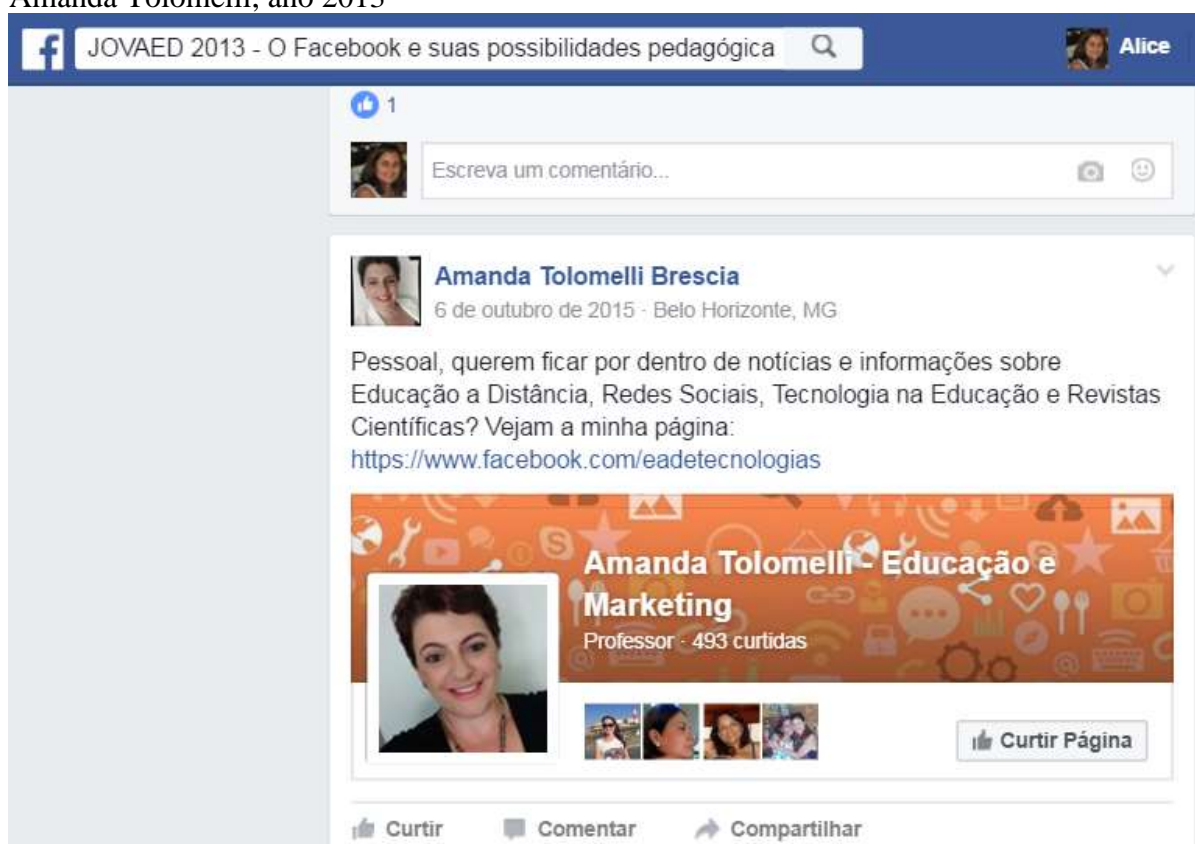 Amanda Tolomelli, ano 2013
JOVAED 2013 - O Facebook e suas possibilidades pedagógica
Alice
1
Escreva um comentário...
Amanda Tolomelli Brescia
6 de outubro de 2015 · Belo Horizonte, MG
Pessoal, querem ficar por dentro de notícias e informações sobre
Educação a Distância, Redes Sociais, Tecnologia na Educação e Revistas
Científicas? Vejam a minha página:
https://www.facebook.com/eadetecnologias
Amanda Tolomelli - Educação e
Marketing
Professor · 493 curtidas
Curtir Página
Curtir Comentar Compartilhar